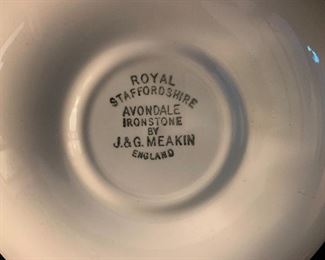 ROYAL
STAFFORDSHIRE
AVONDALE
IRONSTONE
BY
J.&G. MEAKIN
ENGLAND